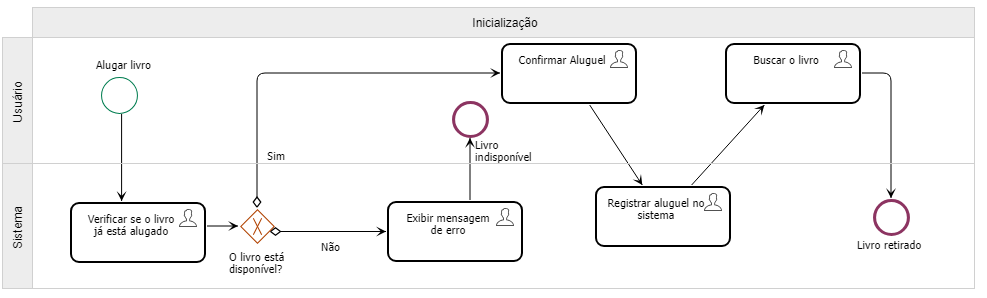 Inicialização
Usuário
Alugar livro
Confirmar Aluguel
Buscar o livro
Livro
indisponível
Sim
Sistema
Verificar se o livro
já está alugado
X
O livro está
disponível?
Não
Exibir mensagem
de erro
Registrar aluguel no
sistema
Livro retirado